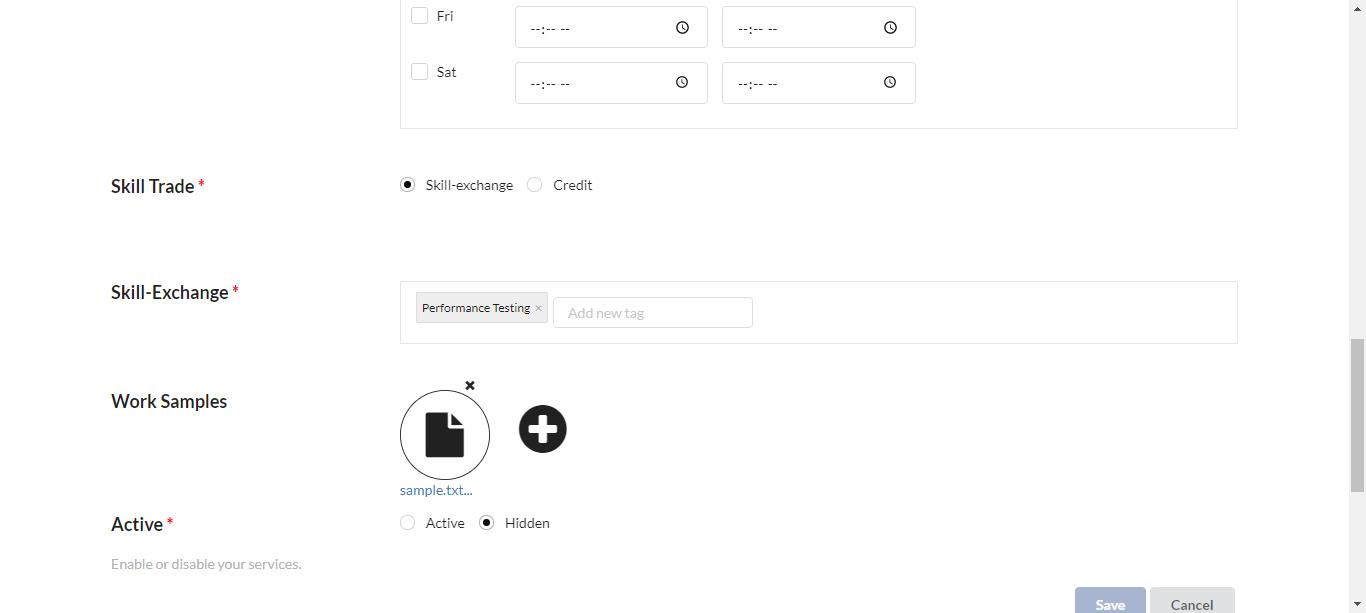 Fri --:-- -- --:-- --
Sat --:-- -- --:-- --
Skill Trade * Skill-exchange Credit
Skill-Exchange * Performance Testing × Add new tag
Work Samples
sample.txt...
Active * Active Hidden
Enable or disable your services.
Save Cancel